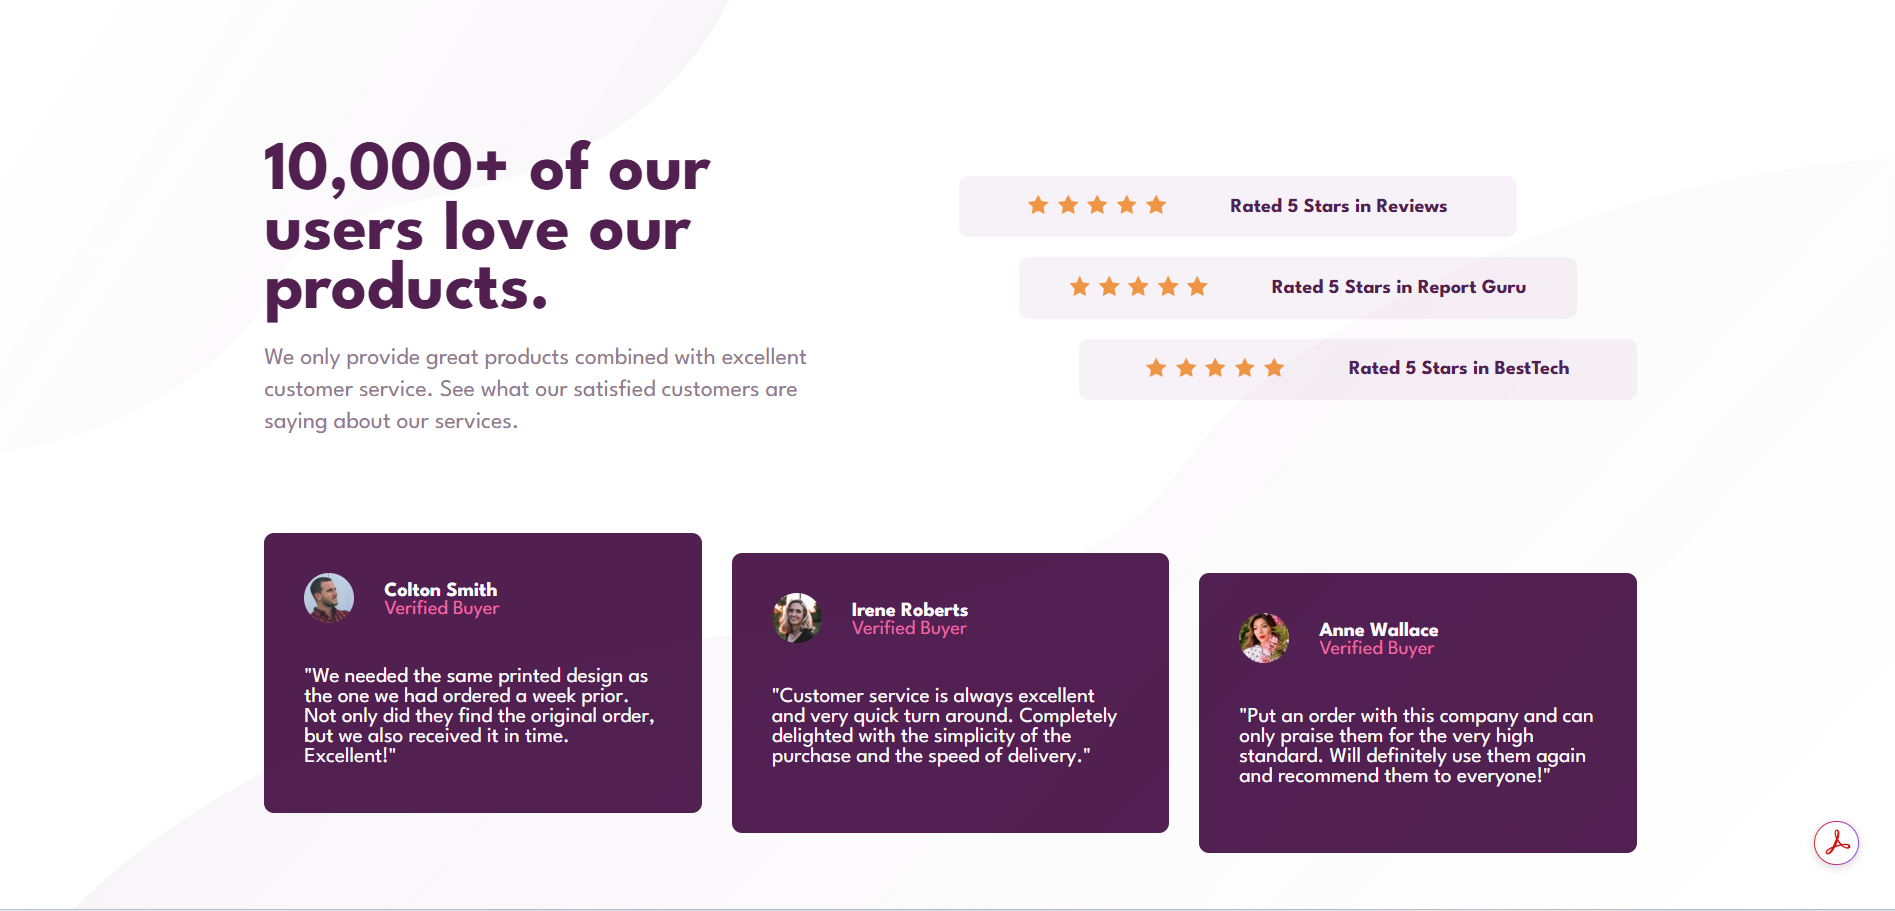 10,000+ of our
users love our
products.
We only provide great products combined with excellent
customer service. See what our satisfied customers are
saying about our services.
Rated 5 Stars in Reviews
Rated 5 Stars in Report Guru
Rated 5 Stars in BestTech
Colton Smith
Verified Buyer
"We needed the same printed design as
the one we had ordered a week prior.
Not only did they find the original order,
but we also received it in time.
Excellent!"
Irene Roberts
Verified Buyer
"Customer service is always excellent
and very quick turn around. Completely
delighted with the simplicity of the
purchase and the speed of delivery."
Anne Wallace
Verified Buyer
"Put an order with this company and can
only praise them for the very high
standard. Will definitely use them again
and recommend them to everyone!"